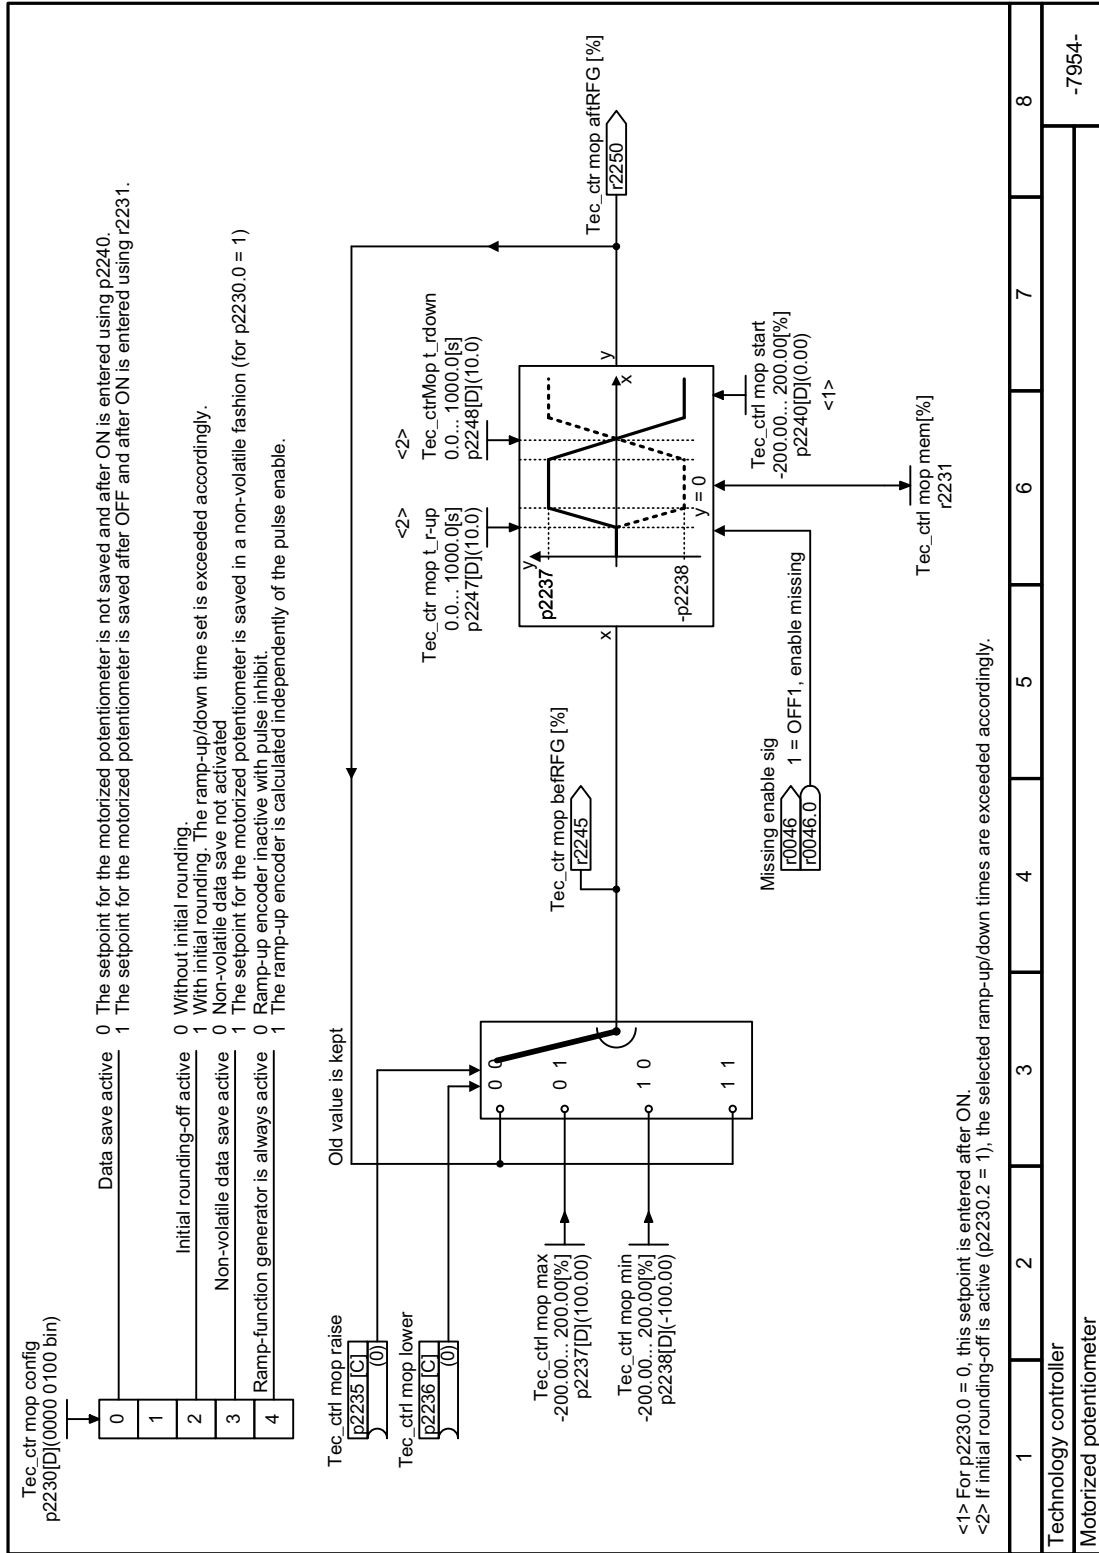 Tec_ctr mop config
p2230[D](0000 0100 bin)
0
1
2
3
4
Data save active
0 The setpoint for the motorized potentiometer is not saved and after ON is entered using p2240.
1 The setpoint for the motorized potentiometer is saved after OFF and after ON is entered using r2231.
Initial rounding-off active
0 Without initial rounding.
1 With initial rounding. The ramp-up/down time set is exceeded accordingly.
Non-volatile data save active
0 Non-volatile data save not activated
1 The setpoint for the motorized potentiometer is saved in a non-volatile fashion (for p2230.0 = 1)
Ramp-function generator is always active
0 Ramp-up encoder inactive with pulse inhibit.
1 The ramp-up encoder is calculated independently of the pulse enable.
Tec_ctrl mop raise
p2235 [C]
(0)
Tec_ctrl mop lower
p2236 [C]
(0)
Old value is kept
0 0
0 1
1 0
1 1
Tec_ctrl mop max
-200.00... 200.00[%]
p2237[D](100.00)
Tec_ctrl mop min
-200.00... 200.00[%]
p2238[D](-100.00)
Tec_ctr mop befRFG [%]
r2245
Missing enable sig
r0046
r0046.0
1 = OFF1, enable missing
<2>
Tec_ctr mop t_r-up
0.0... 1000.0[s]
p2247[D](10.0)
<2>
Tec_ctrMop t_rdown
0.0... 1000.0[s]
p2248[D](10.0)
x
y
y
x
p2237
-p2238
y = 0
Tec_ctr mop aftRFG [%]
r2250
Tec_ctrl mop start
-200.00... 200.00[%]
p2240[D](0.00)
<1>
Tec_ctrl mop mem[%]
r2231
<1> For p2230.0 = 0, this setpoint is entered after ON.
<2> If initial rounding-off is active (p2230.2 = 1), the selected ramp-up/down times are exceeded accordingly.
1 2 3 4 5 6 7 8
Technology controller
Motorized potentiometer
-7954-